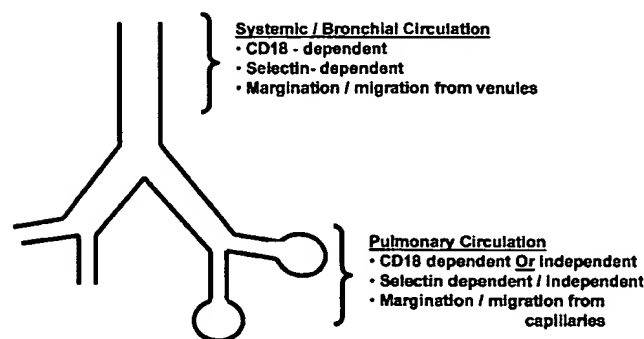 Systemic / Bronchial Circulation
• CD18 - dependent
• Selectin- dependent
• Margination / migration from venules
Pulmonary Circulation
• CD18 dependent Or independent
• Selectin dependent / independent
• Margination / migration from
capillaries